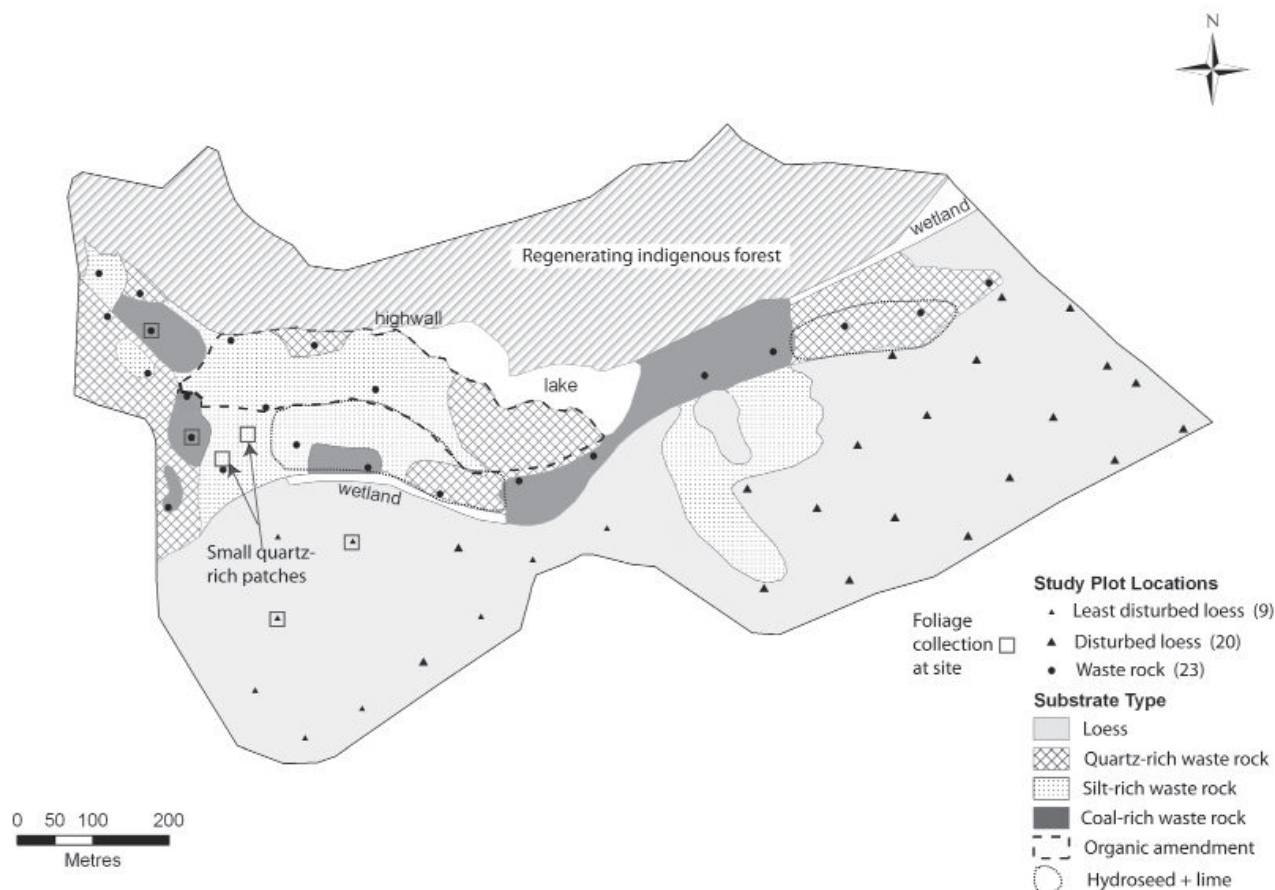 N
wetland
Regenerating indigenous forest
highwall
lake
wetland
Small quartz-
rich patches
Foliage
collection
at site
Study Plot Locations
Least disturbed loess (9)
Disturbed loess (20)
Waste rock (23)
Substrate Type
Loess
Quartz-rich waste rock
Silt-rich waste rock
Coal-rich waste rock
Organic amendment
Hydroseed + lime
0 50 100 200
Metres